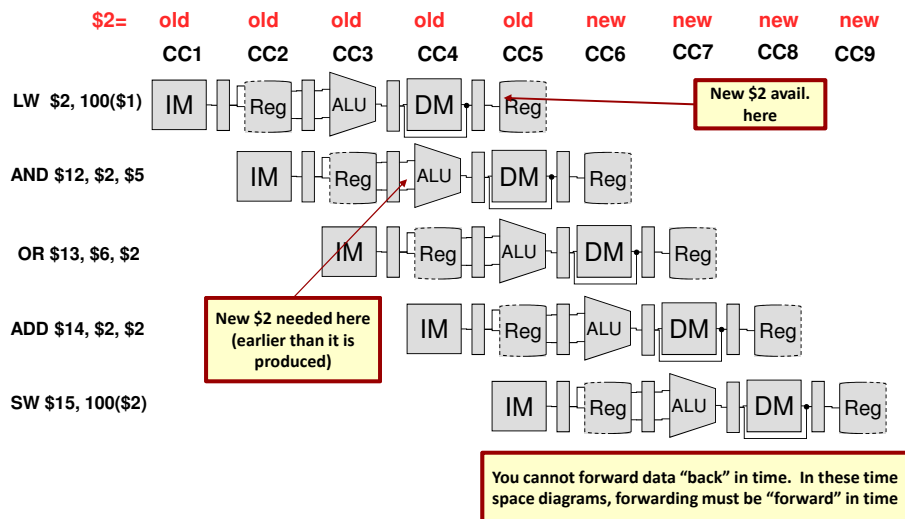 $2= old old old old old new new new new
CC1 CC2 CC3 CC4 CC5 CC6 CC7 CC8 CC9
LW $2, 100($1) IM Reg ALU DM Reg
New $2 avail.
here
AND $12, $2, $5 IM Reg ALU DM Reg
OR $13, $6, $2 IM Reg ALU DM Reg
New $2 needed here
(earlier than it is
produced)
ADD $14, $2, $2 IM Reg ALU DM Reg
SW $15, 100($2) IM Reg ALU DM Reg
You cannot forward data “back” in time. In these time
space diagrams, forwarding must be “forward” in time